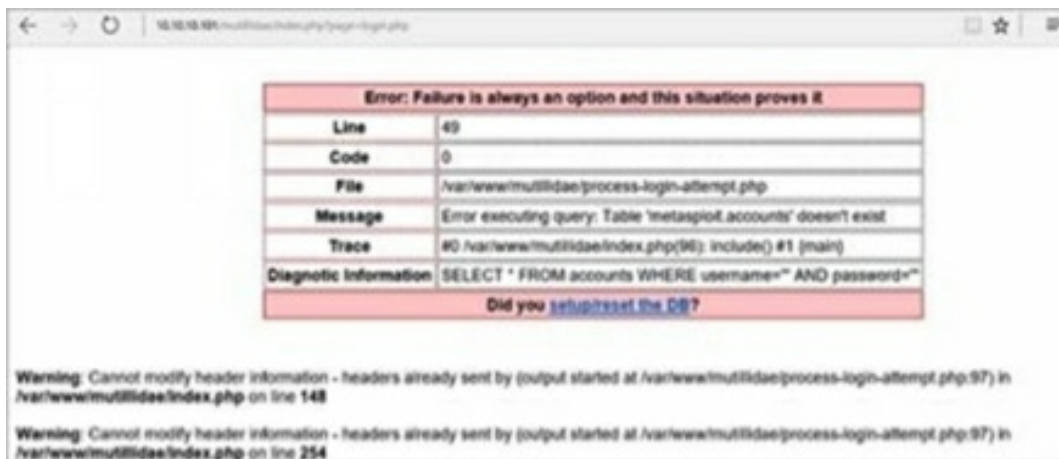 Error: Failure is always an option and this situation proves it
Line 49
Code 0
File /var/www/mutillidae/process-login-attempt.php
Message Error executing query: Table 'metasploit.accounts' doesn't exist
Trace #0 /var/www/mutillidae/index.php(96): include() #1 {main}
Diagnotic Information SELECT * FROM accounts WHERE username='' AND password=''
Did you setup/reset the DB?
Warning: Cannot modify header information - headers already sent by (output started at /var/www/mutillidae/process-login-attempt.php:97) in
/var/www/mutillidae/index.php on line 148
Warning: Cannot modify header information - headers already sent by (output started at /var/www/mutillidae/process-login-attempt.php:97) in
/var/www/mutillidae/index.php on line 254